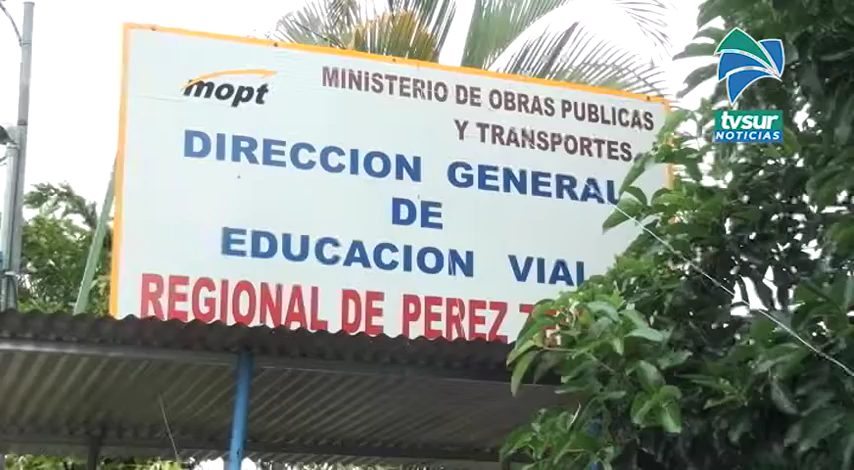 mopt
MINISTERIO DE OBRAS PUBLICAS
Y TRANSPORTES
DIRECCION GENERAL
DE
EDUCACION VIAL
REGIONAL DE PEREZ
tvsur
NOTICIAS